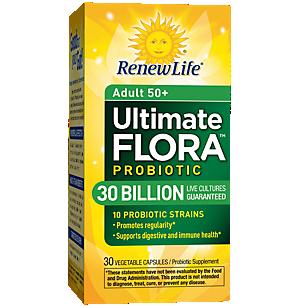 RENEW LIFE®
Adult 50+
Ultimate
FLORA™
PROBIOTIC
30 BILLION LIVE CULTURES
GUARANTEED
10 PROBIOTIC STRAINS
• Promotes regularity*
• Supports digestive and immune health*
30 VEGETABLE CAPSULES / Probiotic Supplement
*These statements have not been evaluated by the Food
and Drug Administration. This product is not intended
to diagnose, treat, cure, or prevent any disease.